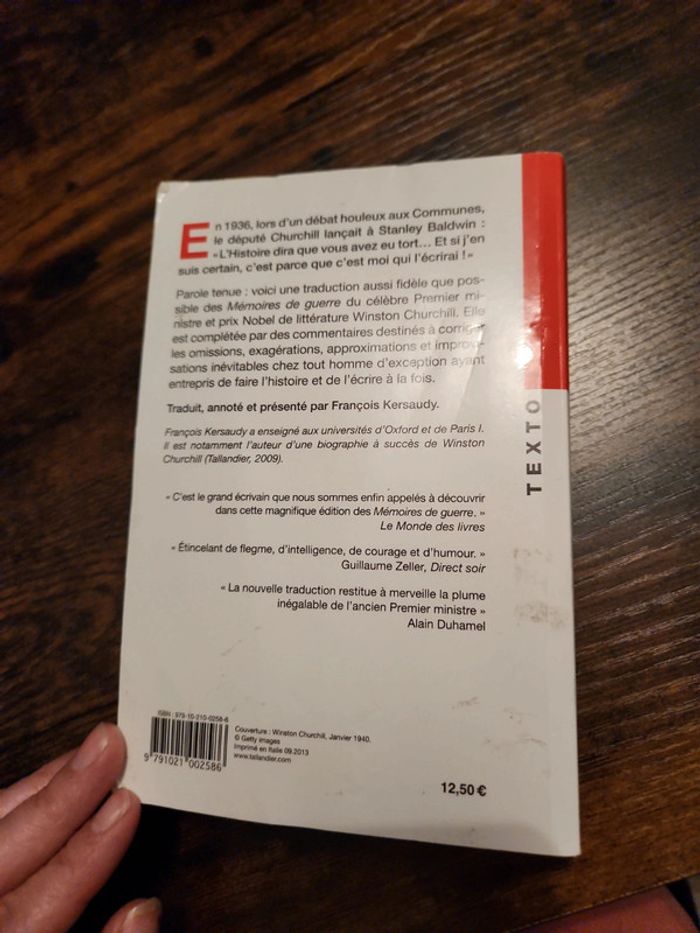 En 1936, lors d'un débat houleux aux Communes,
le député Churchill lançait à Stanley Baldwin :
« L'Histoire dira que vous avez eu tort... Et si j'en
suis certain, c'est parce que c'est moi qui l'écrirai ! »
Parole tenue : voici une traduction aussi fidèle que pos-
sible des Mémoires de guerre du célèbre Premier mi-
nistre et prix Nobel de littérature Winston Churchill. Elle
est complétée par des commentaires destinés à corriger
les omissions, exagérations, approximations et improvi-
sations inévitables chez tout homme d'exception ayant
entrepris de faire l'histoire et de l'écrire à la fois.
Traduit, annoté et présenté par François Kersaudy.
François Kersaudy a enseigné aux universités d'Oxford et de Paris I.
Il est notamment l'auteur d'une biographie à succès de Winston
Churchill (Tallandier, 2009).
« C'est le grand écrivain que nous sommes enfin appelés à découvrir
dans cette magnifique édition des Mémoires de guerre. »
Le Monde des livres
« Étincelant de flegme, d'intelligence, de courage et d'humour. »
Guillaume Zeller, Direct soir
« La nouvelle traduction restitue à merveille la plume
inégalable de l'ancien Premier ministre »
Alain Duhamel
TEXTO
ISBN : 979-10-210-0258-6
9 791021 002586
Couverture : Winston Churchill, Janvier 1940.
© Getty images
Imprimé en Italie 09.2013
www.tallandier.com
12,50 €